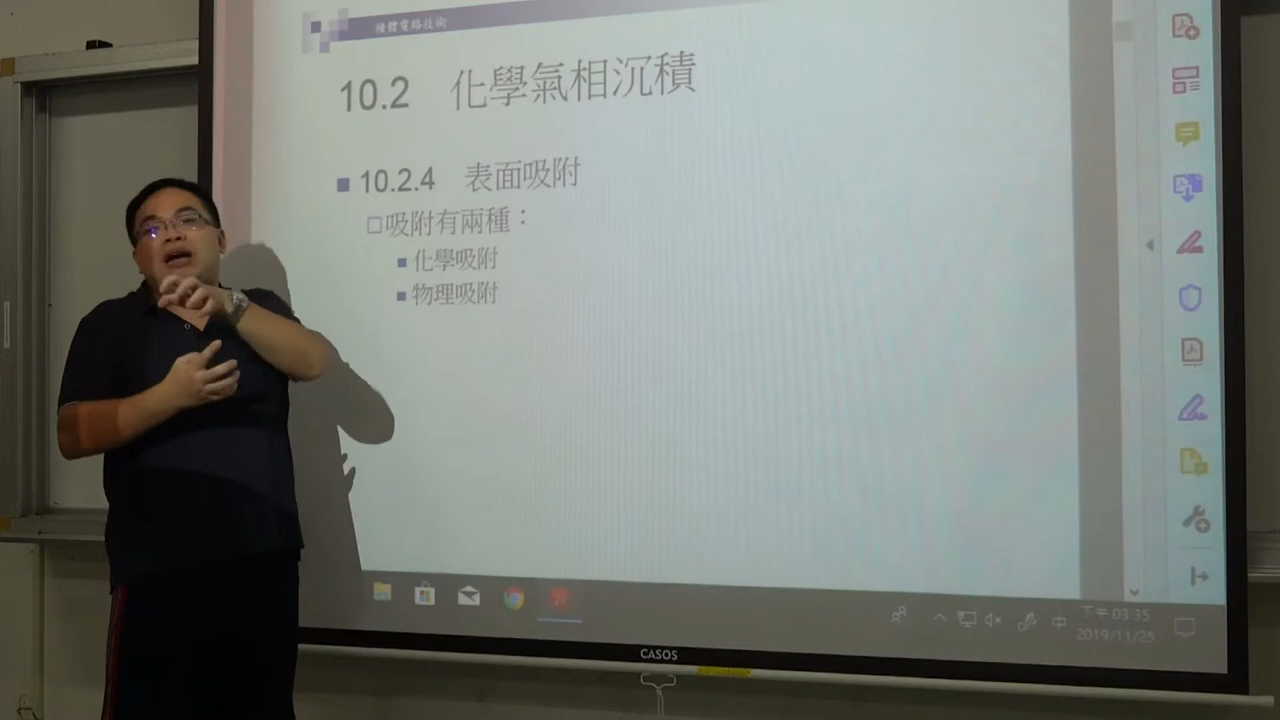 積體電路技術
10.2 化學氣相沉積
10.2.4 表面吸附
吸附有兩種：
化學吸附
物理吸附
中
下午 03:35
2019/11/25
CASOS